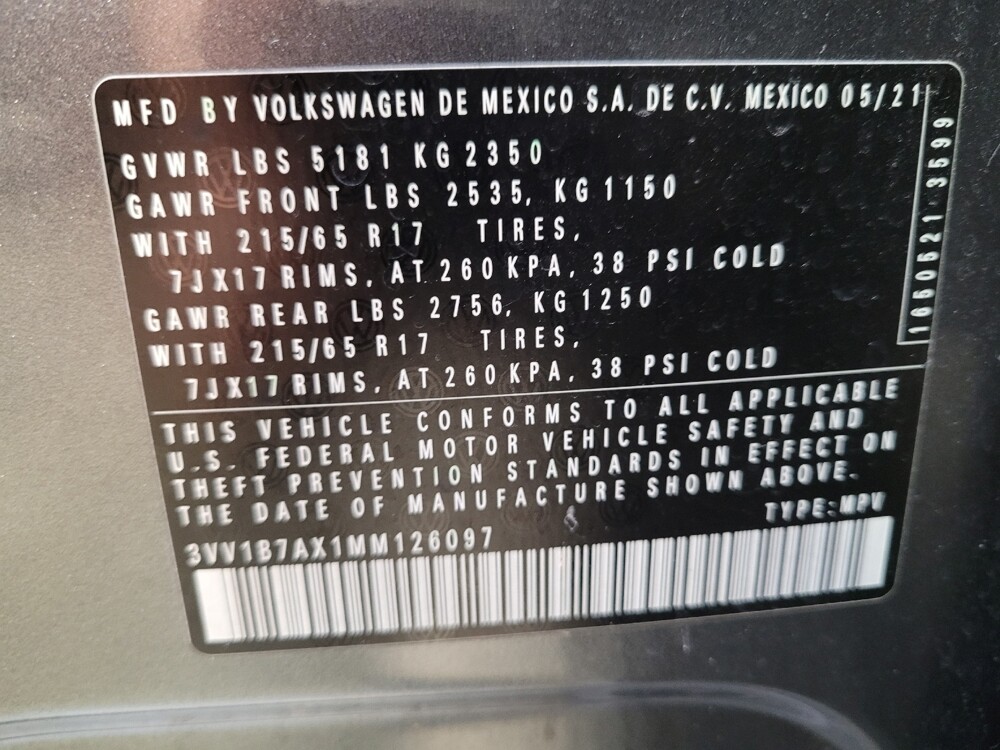 MFD BY VOLKSWAGEN DE MEXICO S.A. DE C.V. MEXICO 05/21
GVWR LBS 5181 KG 2350
GAWR FRONT LBS 2535, KG 1150
WITH 215/65 R17 TIRES,
7JX17 RIMS, AT 260 KPA, 38 PSI COLD
GAWR REAR LBS 2756, KG 1250
WITH 215/65 R17 TIRES,
7JX17 RIMS, AT 260 KPA, 38 PSI COLD
THIS VEHICLE CONFORMS TO ALL APPLICABLE
U.S. FEDERAL MOTOR VEHICLE SAFETY AND
THEFT PREVENTION STANDARDS IN EFFECT ON
THE DATE OF MANUFACTURE SHOWN ABOVE.
TYPE:MPV
3VV1B7AX1MM126097
1660521 3599